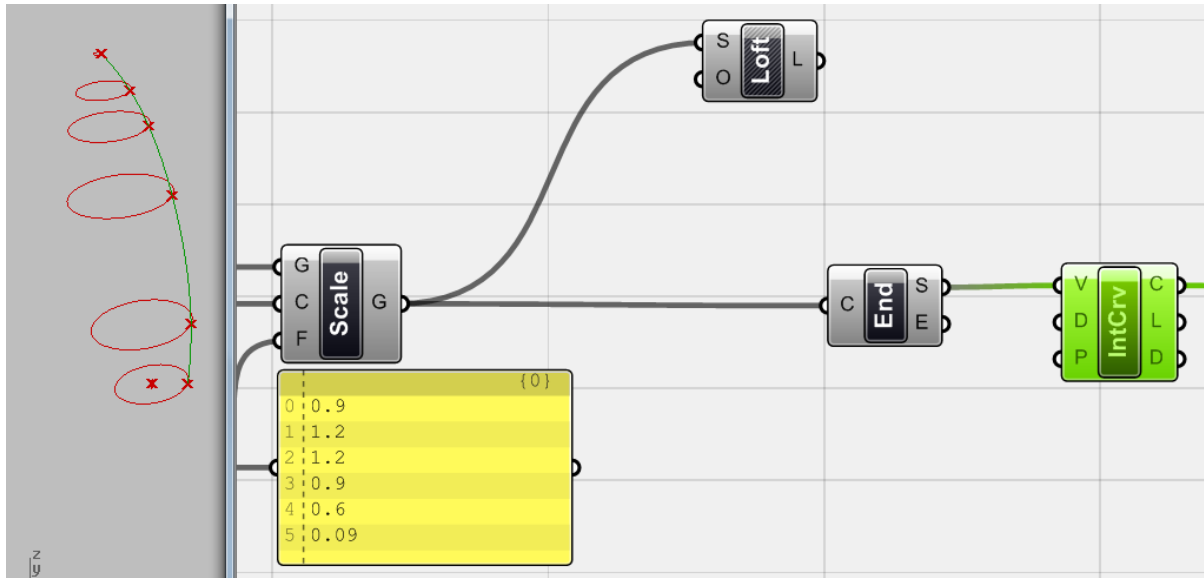 S
O
Loft
L
G
C
F
Scale
G
C
End
S
E
V
D
P
IntCrv
C
L
D
{0}
0 0.9
1 1.2
2 1.2
3 0.9
4 0.6
5 0.09
z
y